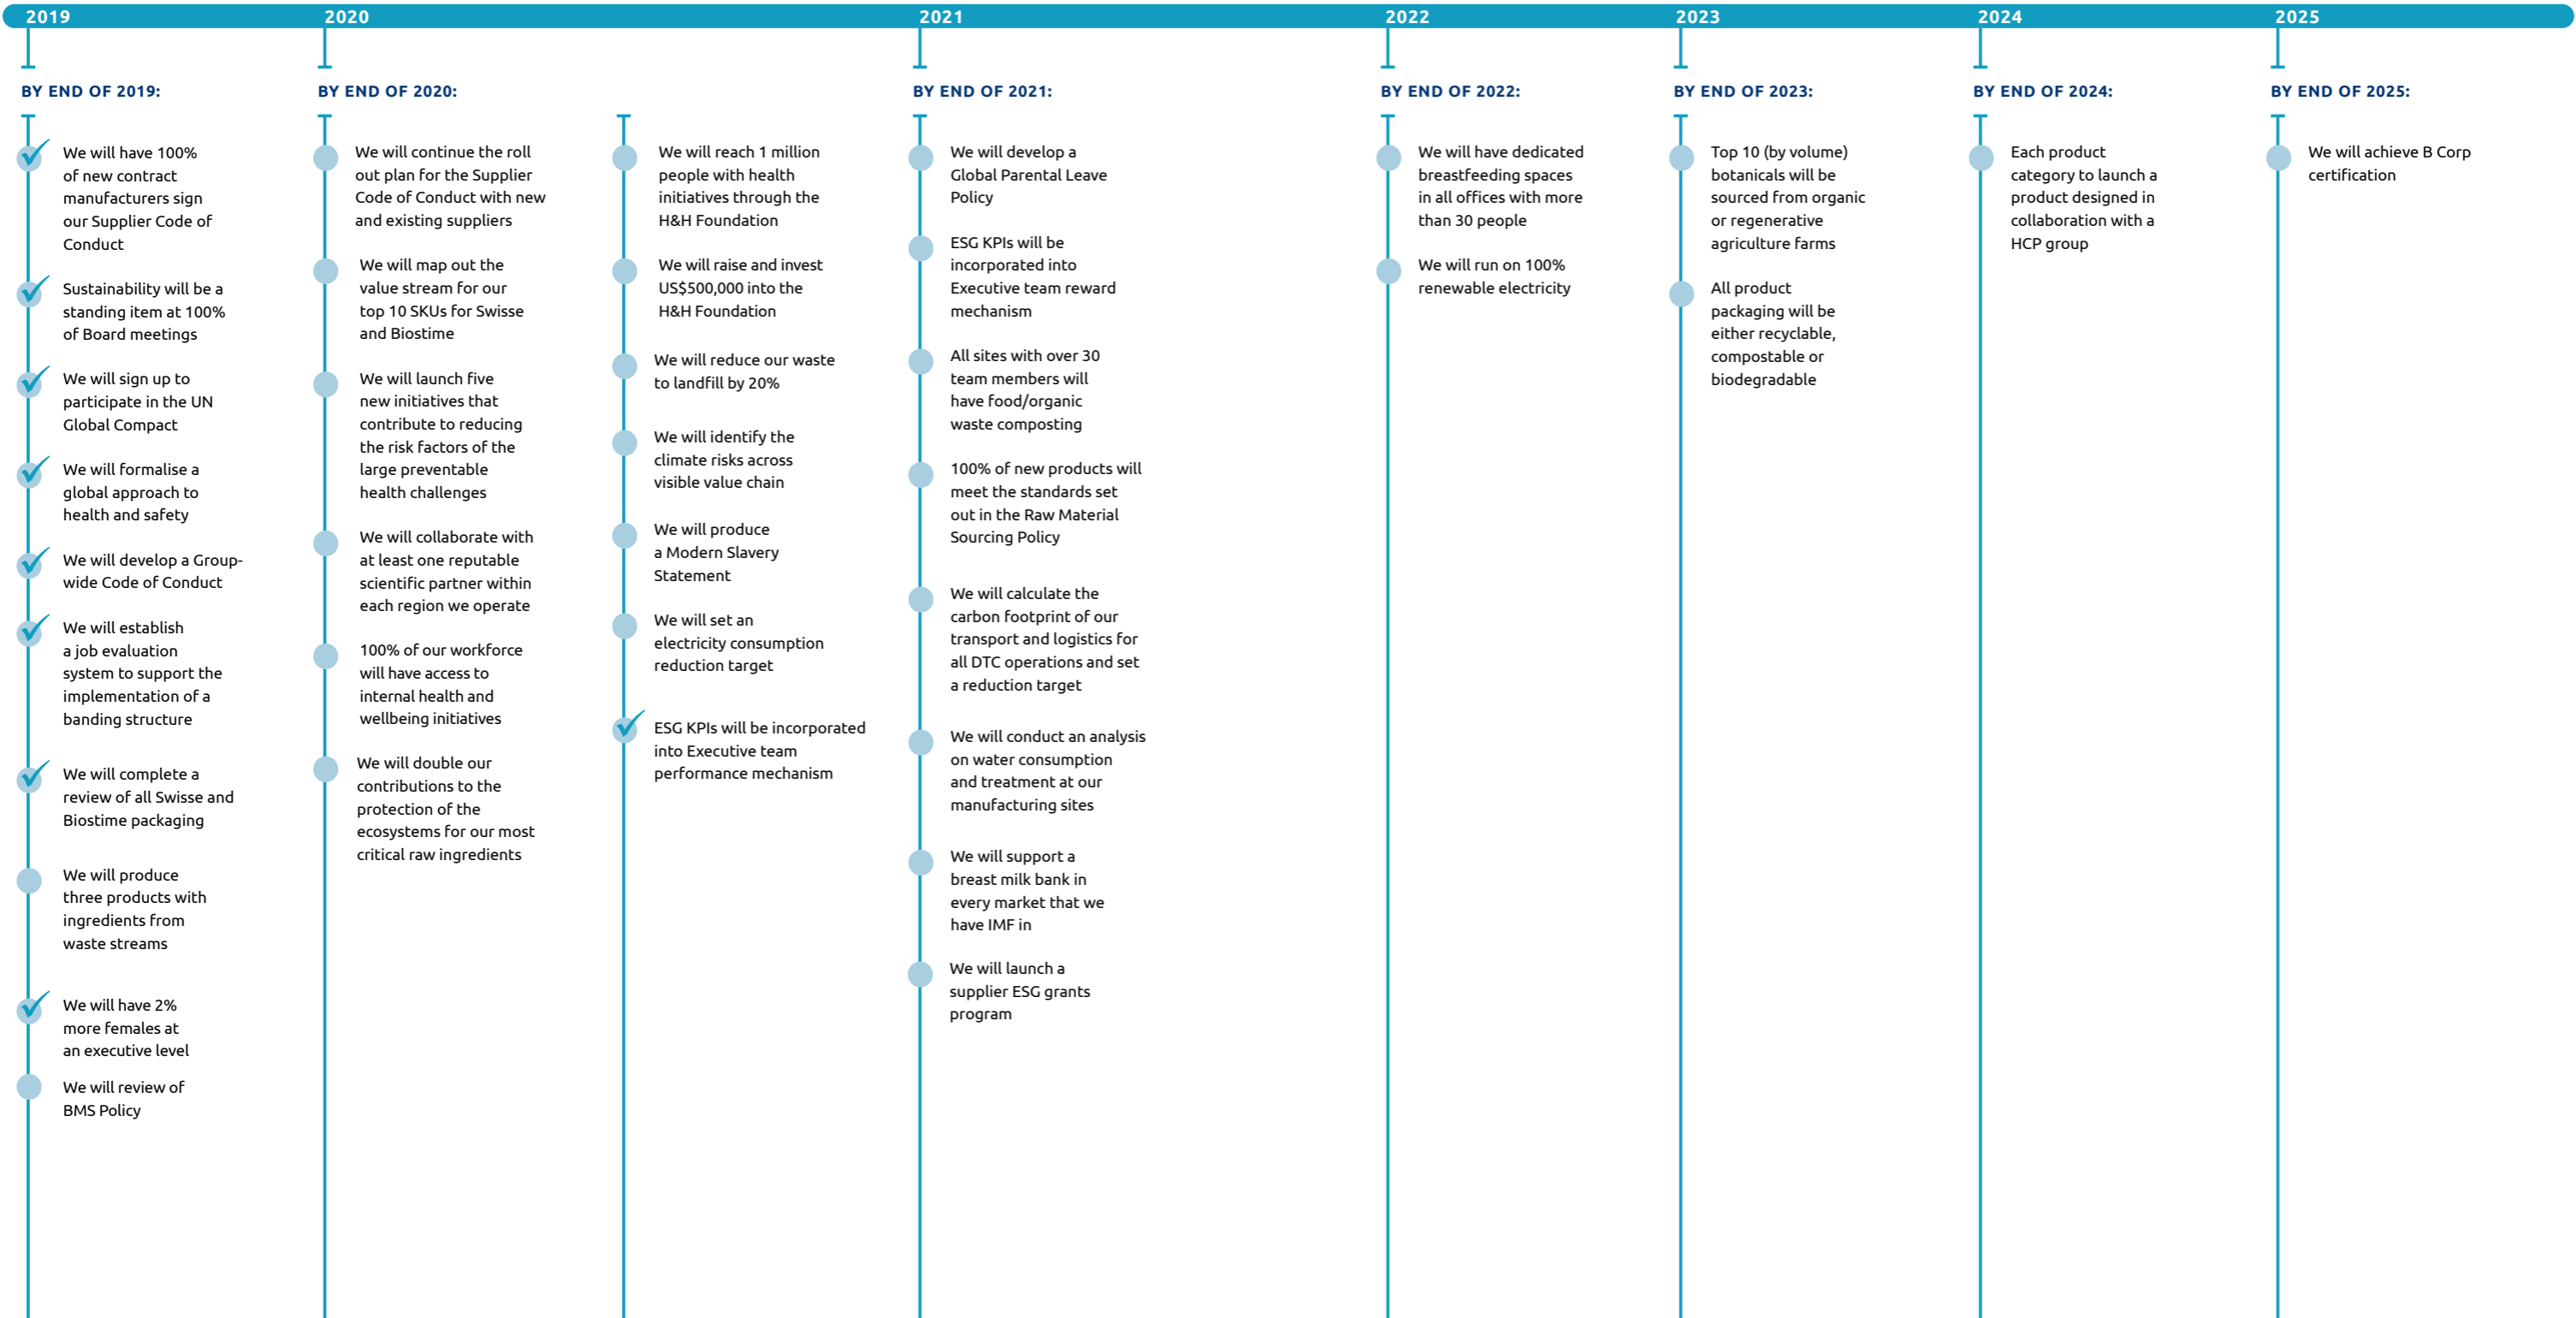 2019
2020
2021
2022
2023
2024
2025
BY END OF 2019:
We will have 100%
of new contract
manufacturers sign
our Supplier Code of
Conduct
Sustainability will be a
standing item at 100%
of Board meetings
We will sign up to
participate in the UN
Global Compact
We will formalise a
global approach to
health and safety
We will develop a Group-
wide Code of Conduct
We will establish
a job evaluation
system to support the
implementation of a
banding structure
We will complete a
review of all Swisse and
Biostime packaging
We will produce
three products with
ingredients from
waste streams
We will have 2%
more females at
an executive level
We will review of
BMS Policy
BY END OF 2020:
We will continue the roll
out plan for the Supplier
Code of Conduct with new
and existing suppliers
We will map out the
value stream for our
top 10 SKUs for Swisse
and Biostime
We will launch five
new initiatives that
contribute to reducing
the risk factors of the
large preventable
health challenges
We will collaborate with
at least one reputable
scientific partner within
each region we operate
100% of our workforce
will have access to
internal health and
wellbeing initiatives
We will double our
contributions to the
protection of the
ecosystems for our most
critical raw ingredients
We will reach 1 million
people with health
initiatives through the
H&H Foundation
We will raise and invest
US$500,000 into the
H&H Foundation
We will reduce our waste
to landfill by 20%
We will identify the
climate risks across
visible value chain
We will produce
a Modern Slavery
Statement
We will set an
electricity consumption
reduction target
ESG KPIs will be incorporated
into Executive team
performance mechanism
BY END OF 2021:
We will develop a
Global Parental Leave
Policy
ESG KPIs will be
incorporated into
Executive team reward
mechanism
All sites with over 30
team members will
have food/organic
waste composting
100% of new products will
meet the standards set
out in the Raw Material
Sourcing Policy
We will calculate the
carbon footprint of our
transport and logistics for
all DTC operations and set
a reduction target
We will conduct an analysis
on water consumption
and treatment at our
manufacturing sites
We will support a
breast milk bank in
every market that we
have IMF in
We will launch a
supplier ESG grants
program
BY END OF 2022:
We will have dedicated
breastfeeding spaces
in all offices with more
than 30 people
We will run on 100%
renewable electricity
BY END OF 2023:
Top 10 (by volume)
botanicals will be
sourced from organic
or regenerative
agriculture farms
All product
packaging will be
either recyclable,
compostable or
biodegradable
BY END OF 2024:
Each product
category to launch a
product designed in
collaboration with a
HCP group
BY END OF 2025:
We will achieve B Corp
certification